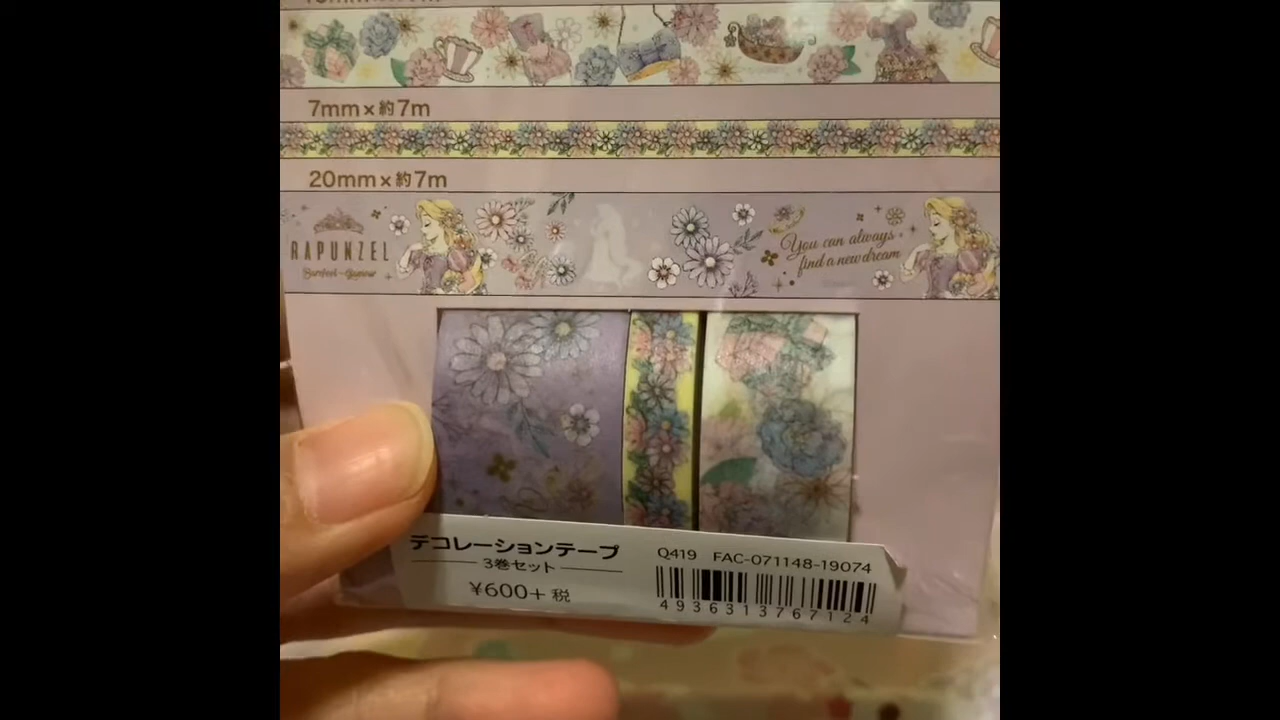 7mm×約7m
20mm×約7m
RAPUNZEL
You can always
find a new dream
デコレーションテープ
3巻セット
¥600+税
Q419 FAC-071148-19074
4936313767124